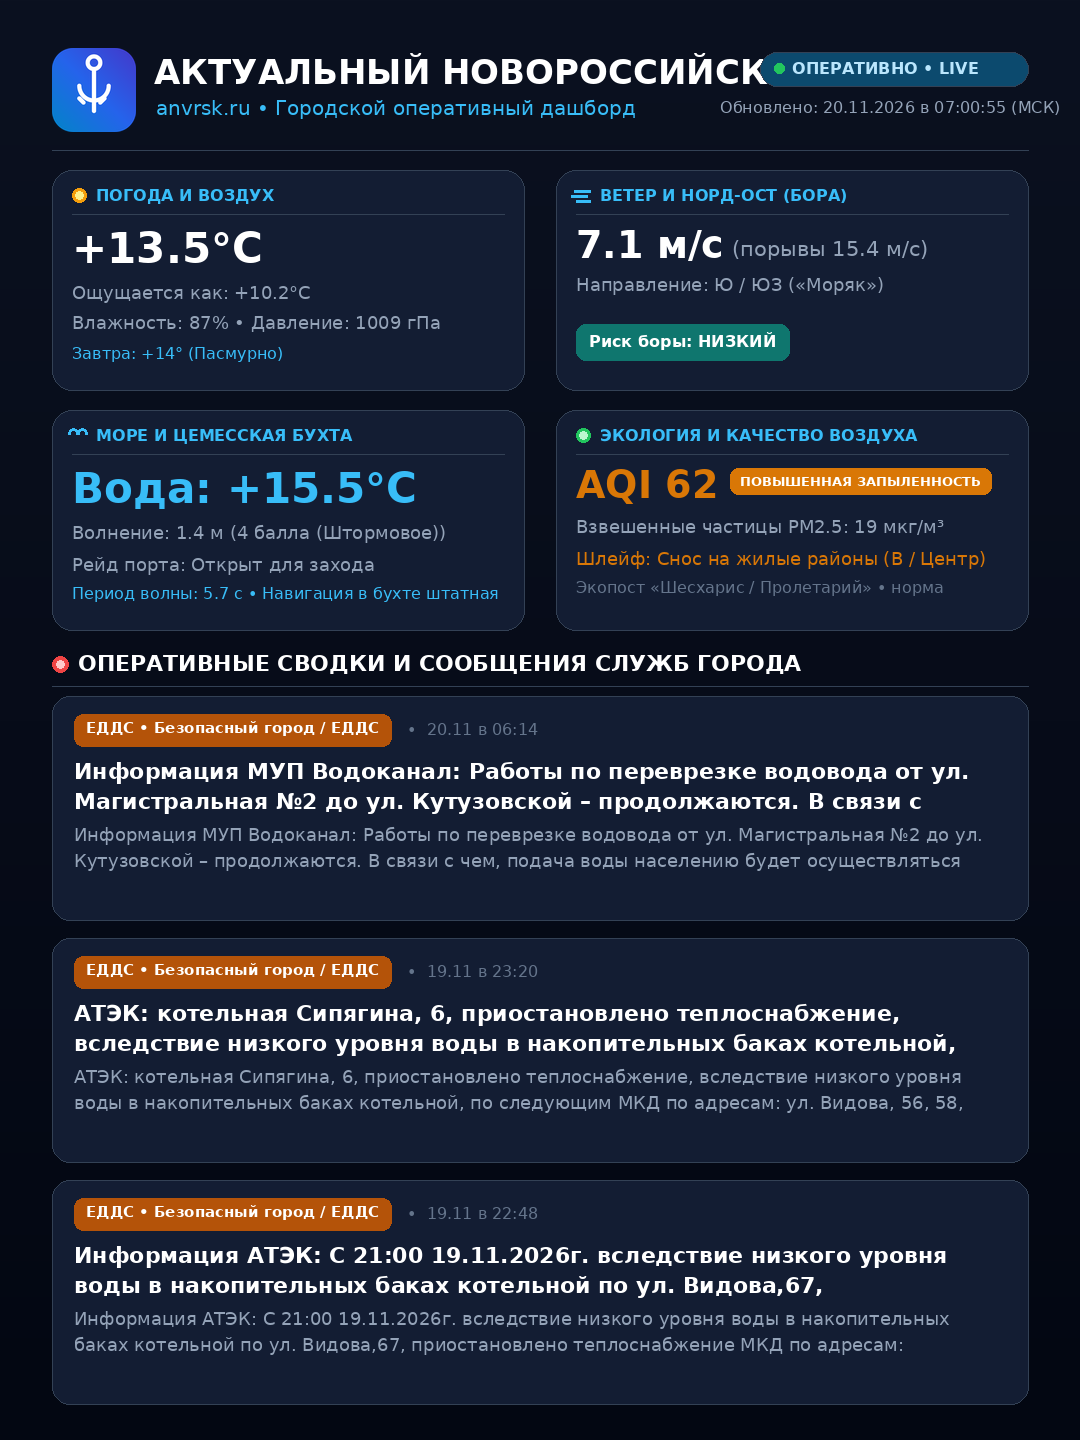 АКТУАЛЬНЫЙ НОВОРОССИЙСК
ОПЕРАТИВНО • LIVE
anvrsk.ru • Городской оперативный дашборд
Обновлено: 20.11.2026 в 07:00:55 (МСК)
ПОГОДА И ВОЗДУХ
+13.5°C
Ощущается как: +10.2°C
Влажность: 87% • Давление: 1009 гПа
Завтра: +14° (Пасмурно)
ВЕТЕР И НОРД-ОСТ (БОРА)
7.1 м/с (порывы 15.4 м/с)
Направление: Ю / ЮЗ («Моряк»)
Риск боры: НИЗКИЙ
МОРЕ И ЦЕМЕССКАЯ БУХТА
Вода: +15.5°C
Волнение: 1.4 м (4 балла (Штормовое))
Рейд порта: Открыт для захода
Период волны: 5.7 с • Навигация в бухте штатная
ЭКОЛОГИЯ И КАЧЕСТВО ВОЗДУХА
AQI 62 ПОВЫШЕННАЯ ЗАПЫЛЕННОСТЬ
Взвешенные частицы PM2.5: 19 мкг/м³
Шлейф: Снос на жилые районы (В / Центр)
Экопост «Шесхарис / Пролетарий» • норма
ОПЕРАТИВНЫЕ СВОДКИ И СООБЩЕНИЯ СЛУЖБ ГОРОДА
ЕДДС • Безопасный город / ЕДДС • 20.11 в 06:14
Информация МУП Водоканал: Работы по переврезке водовода от ул.
Магистральная №2 до ул. Кутузовской – продолжаются. В связи с
Информация МУП Водоканал: Работы по переврезке водовода от ул. Магистральная №2 до ул.
Кутузовской – продолжаются. В связи с чем, подача воды населению будет осуществляться
ЕДДС • Безопасный город / ЕДДС • 19.11 в 23:20
АТЭК: котельная Сипягина, 6, приостановлено теплоснабжение,
вследствие низкого уровня воды в накопительных баках котельной,
АТЭК: котельная Сипягина, 6, приостановлено теплоснабжение, вследствие низкого уровня
воды в накопительных баках котельной, по следующим МКД по адресам: ул. Видова, 56, 58,
ЕДДС • Безопасный город / ЕДДС • 19.11 в 22:48
Информация АТЭК: С 21:00 19.11.2026г. вследствие низкого уровня
воды в накопительных баках котельной по ул. Видова,67,
Информация АТЭК: С 21:00 19.11.2026г. вследствие низкого уровня воды в накопительных
баках котельной по ул. Видова,67, приостановлено теплоснабжение МКД по адресам: